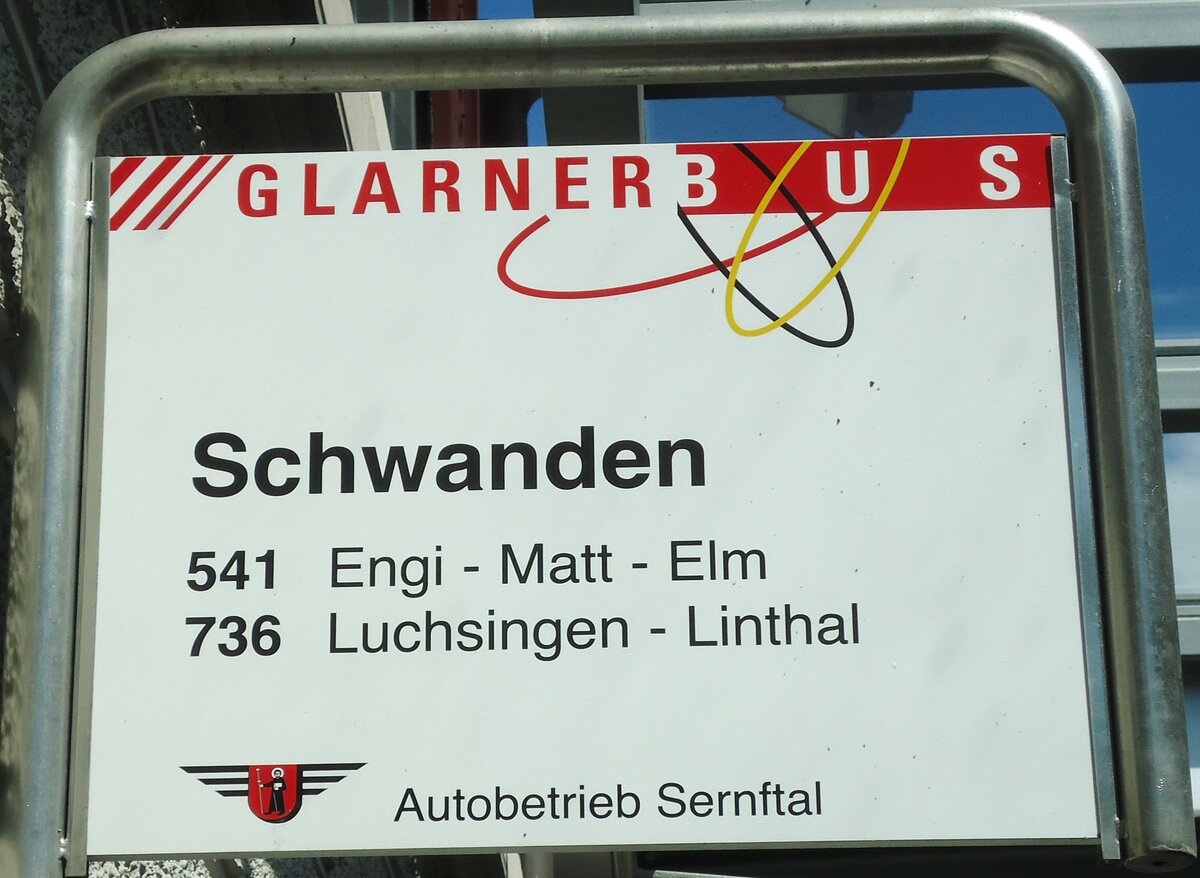 GLARNERBUS
Schwanden
541 Engi - Matt - Elm
736 Luchsingen - Linthal
Autobetrieb Sernftal